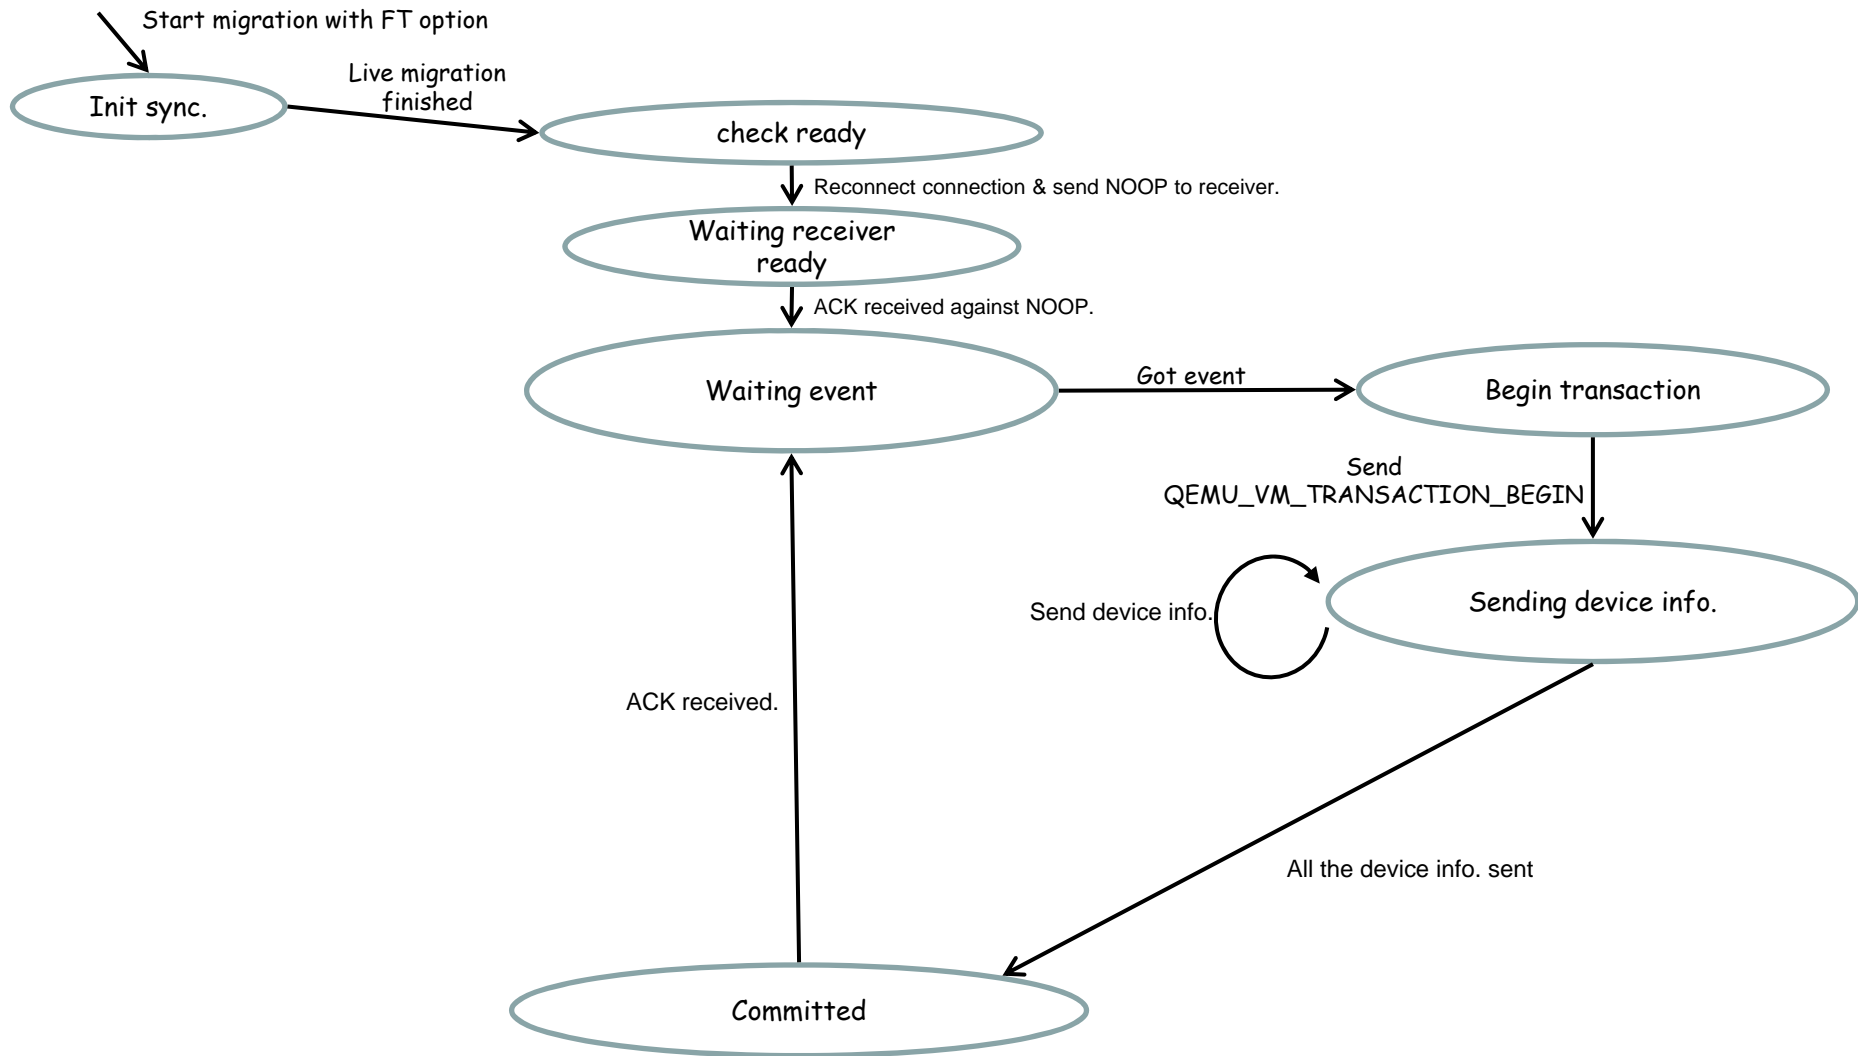 Start migration with FT option
Live migration
finished
Init sync.
check ready
Reconnect connection & send NOOP to receiver.
Waiting receiver
ready
ACK received against NOOP.
Waiting event
Got event
Begin transaction
Send
QEMU_VM_TRANSACTION_BEGIN
Sending device info.
Send device info.
ACK received.
All the device info. sent
Committed